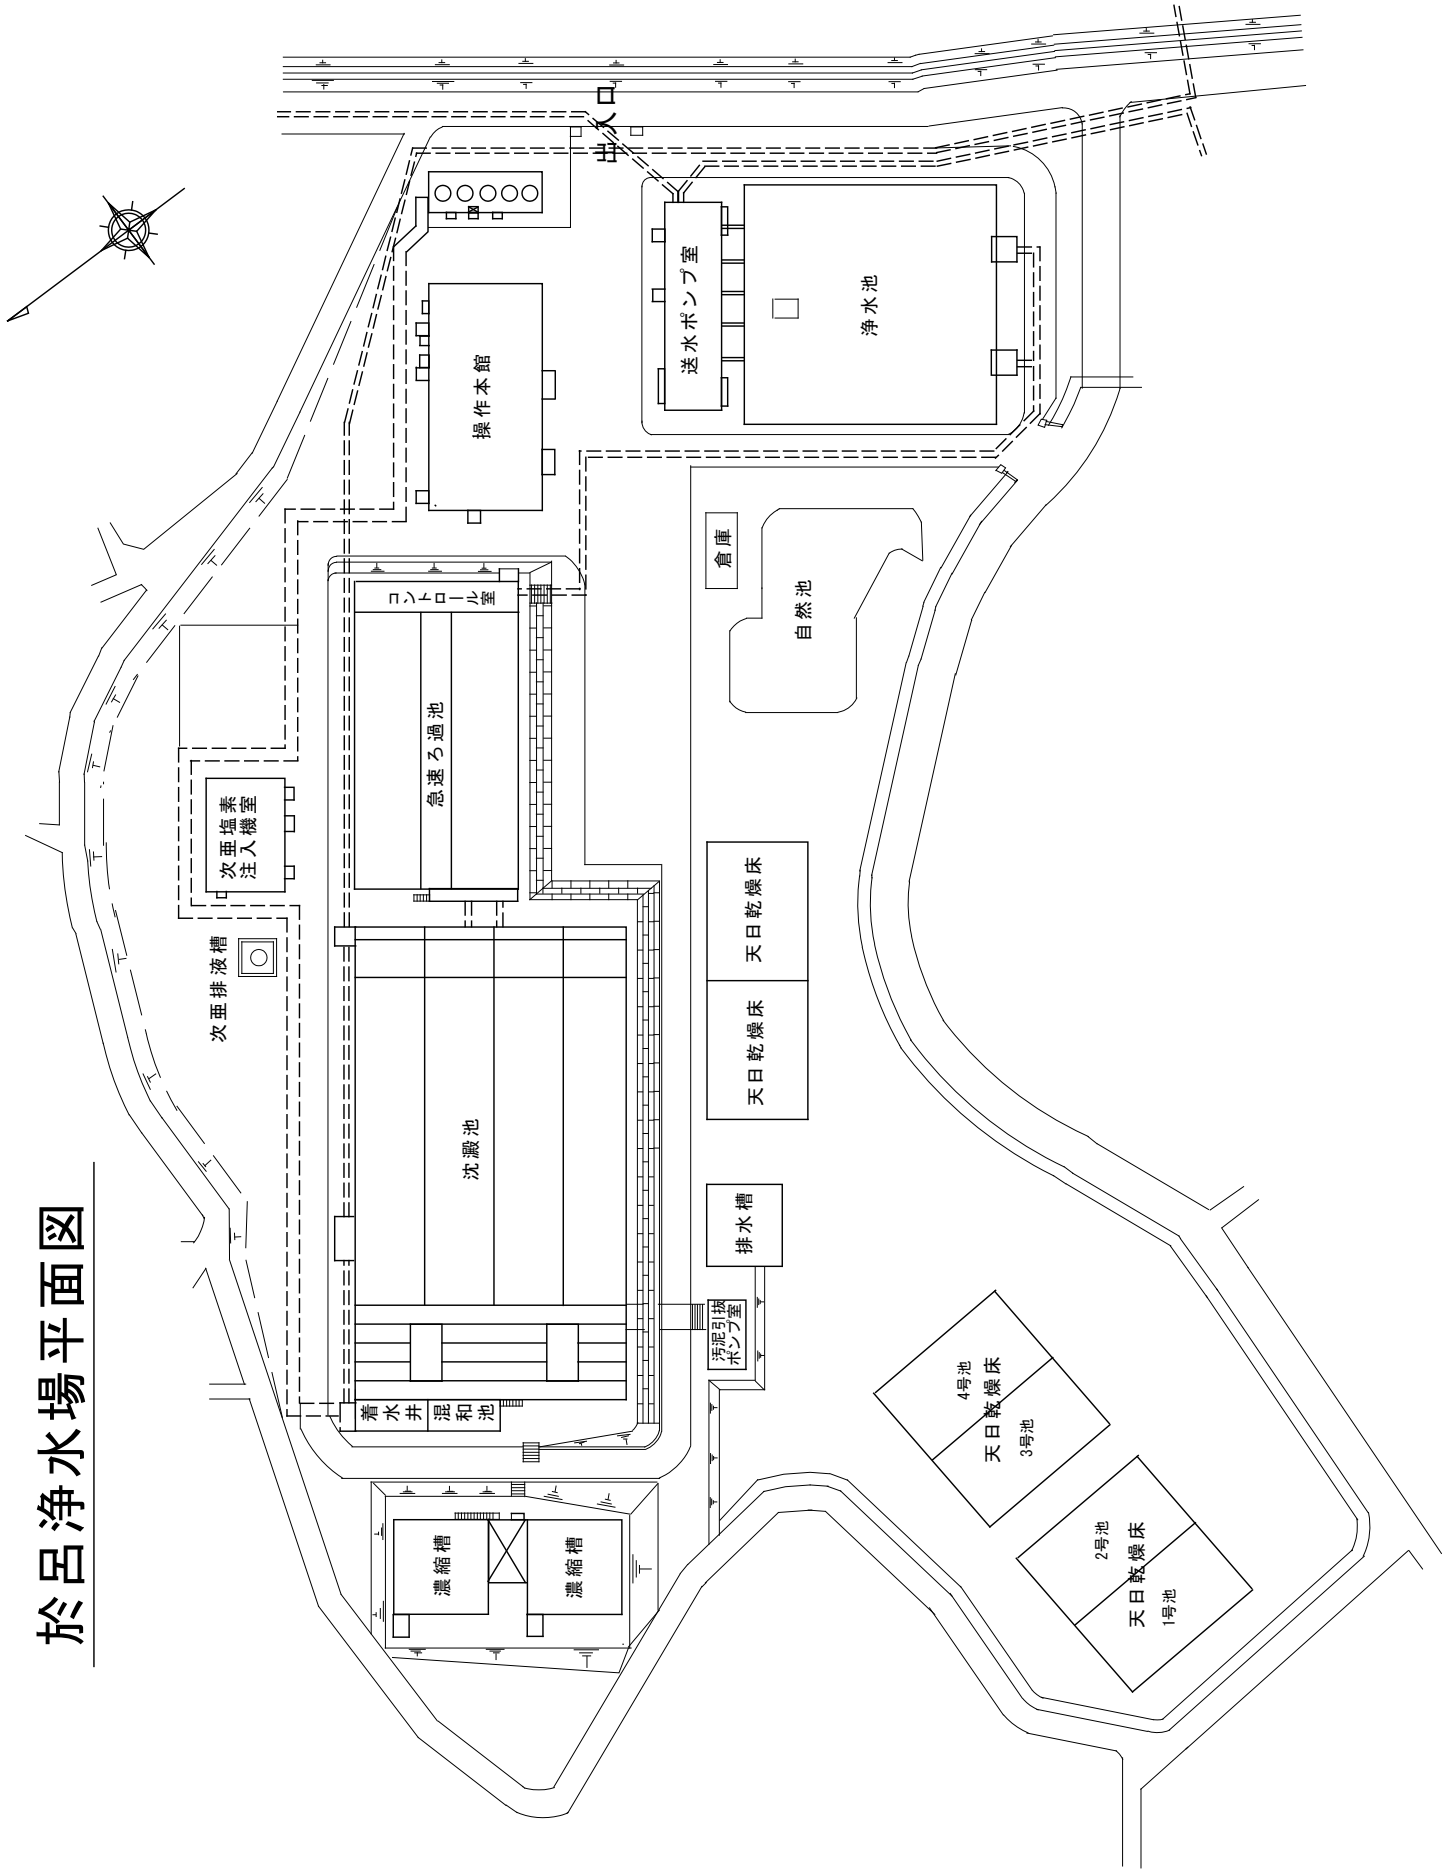 於呂浄水場平面図
入口
操作本館
送水ポンプ室
浄水池
コントロール室
急速ろ過池
倉庫
自然池
次亜塩素
注入機室
次亜排液槽
沈澱池
天日乾燥床
天日乾燥床
排水槽
汚泥引抜
ポンプ室
着水井
混和池
濃縮槽
濃縮槽
4号池
天日乾燥床
3号池
2号池
天日乾燥床
1号池